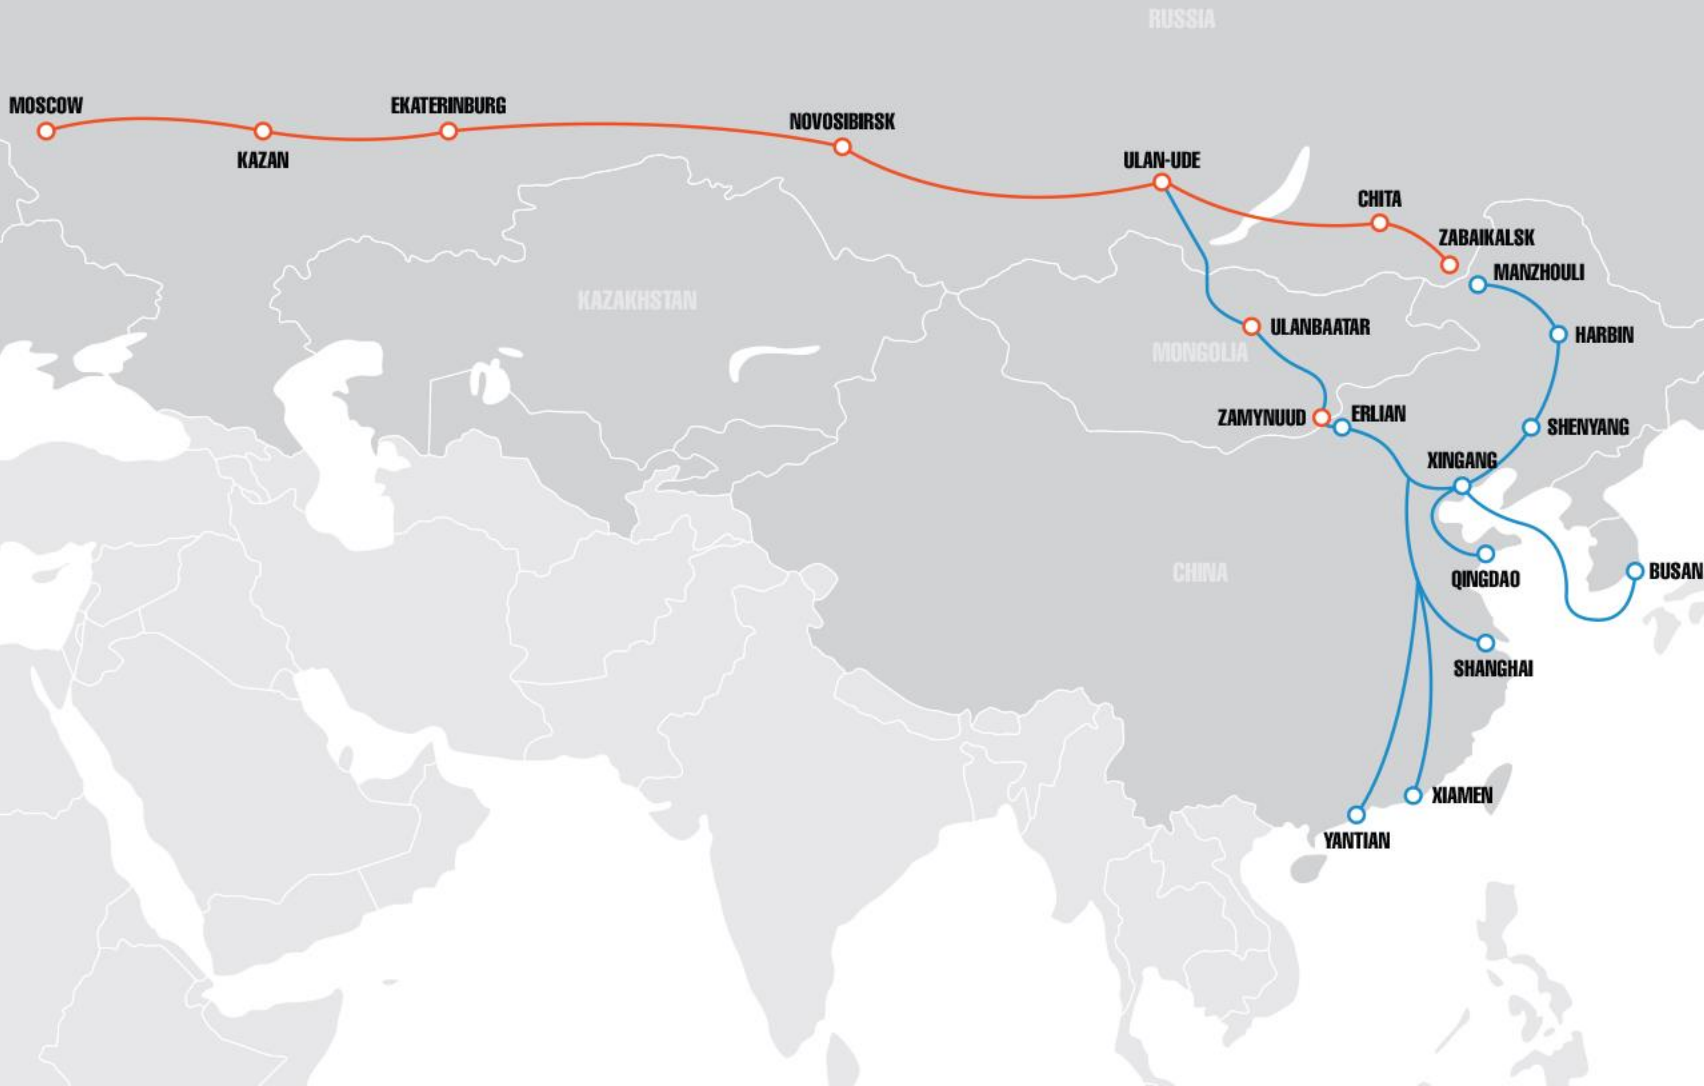 RUSSIA
MOSCOW
EKATERINBURG
NOVOSIBIRSK
KAZAN
ULAN-UDE
CHITA
ZABAIKALSK
MANZHOULI
KAZAKHSTAN
ULANBAATAR
HARBIN
MONGOLIA
ZAMYNUUD
ERLIAN
SHENYANG
XINGANG
CHINA
QINGDAO
BUSAN
SHANGHAI
XIAMEN
YANTIAN